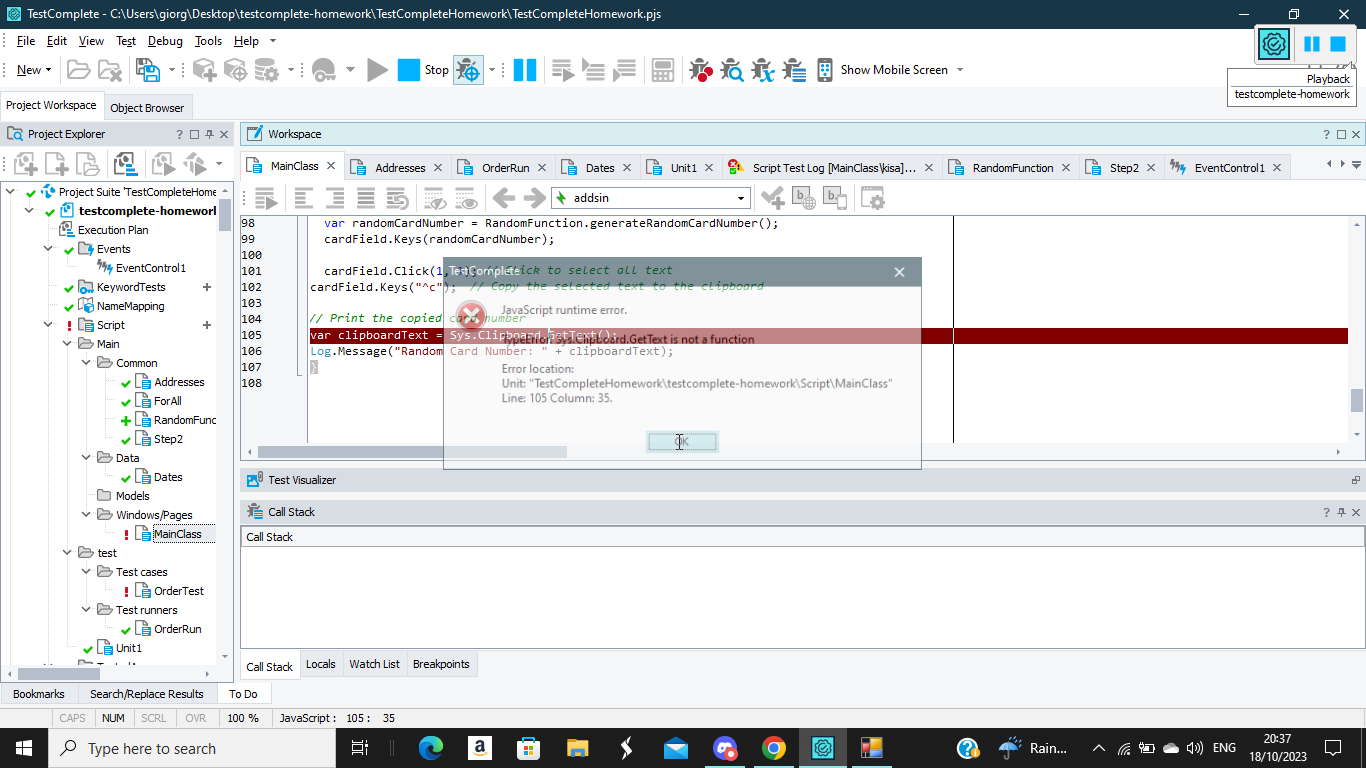 TestComplete - C:\Users\giorg\Desktop\testcomplete-homework\TestCompleteHomework\TestCompleteHomework.pjs
File Edit View Test Debug Tools Help
New Stop Show Mobile Screen
Playback
testcomplete-homework
Project Workspace Object Browser
Project Explorer
Workspace
MainClass Addresses OrderRun Dates Unit1 Script Test Log [MainClass\kisa]... RandomFunction Step2 EventControl1
addsin
Project Suite 'TestCompleteHome
testcomplete-homework
Execution Plan
Events
EventControl1
KeywordTests
NameMapping
Script
Main
Common
Addresses
ForAll
RandomFunc
Step2
Data
Dates
Models
Windows/Pages
MainClass
test
Test cases
OrderTest
Test runners
OrderRun
Unit1
98 var randomCardNumber = RandomFunction.generateRandomCardNumber();
99 cardField.Keys(randomCardNumber);
100
101 cardField.Click(1, to select all text
102 cardField.Keys("^c"); // Copy the selected text to the clipboard
103
104 // Print the copied card number
105 var clipboardText = Sys.Clipboard.GetText();
106 Log.Message("Random Card Number: " + clipboardText);
107 }
108
TestComplete
JavaScript runtime error.
TypeError: Sys.Clipboard.GetText is not a function
Error location:
Unit: "TestCompleteHomework\testcomplete-homework\Script\MainClass"
Line: 105 Column: 35.
OK
Test Visualizer
Call Stack
Call Stack
Call Stack Locals Watch List Breakpoints
Bookmarks Search/Replace Results To Do
CAPS NUM SCRL OVR 100 % JavaScript : 105 : 35
Type here to search
Rain... ENG
20:37
18/10/2023